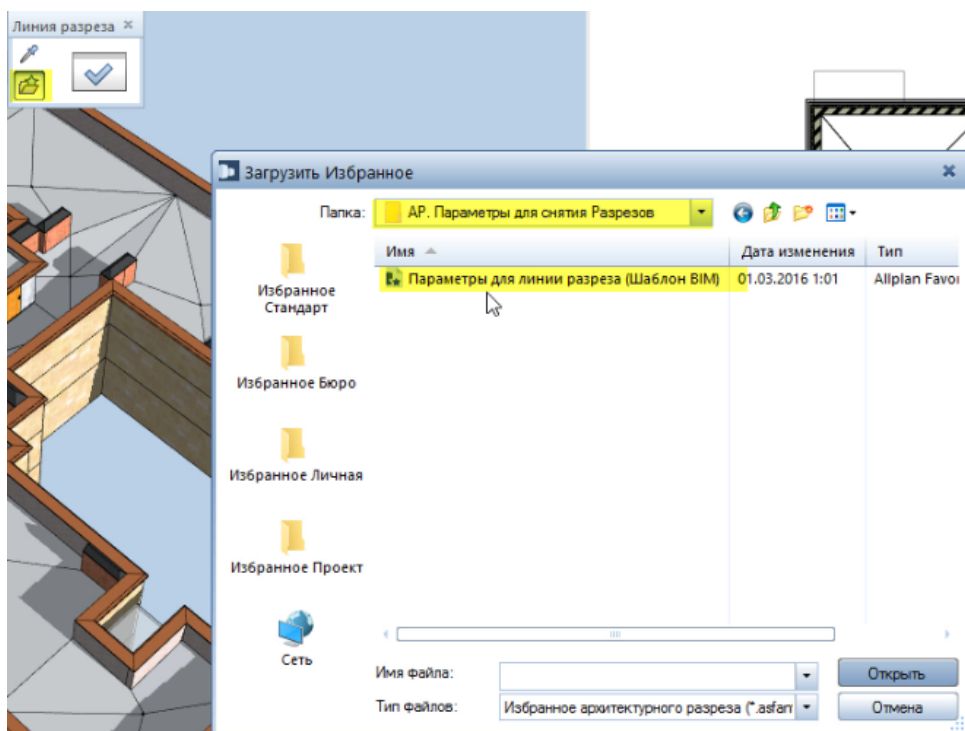 Линия разреза
Загрузить Избранное
Папка: АР. Параметры для снятия Разрезов
Имя Дата изменения Тип
Параметры для линии разреза (Шаблон BIM) 01.03.2016 1:01 Allplan Favor
Избранное
Стандарт
Избранное Бюро
Избранное Личная
Избранное Проект
Сеть
Имя файла: Открыть
Тип файлов: Избранное архитектурного разреза (*.asfan Отмена